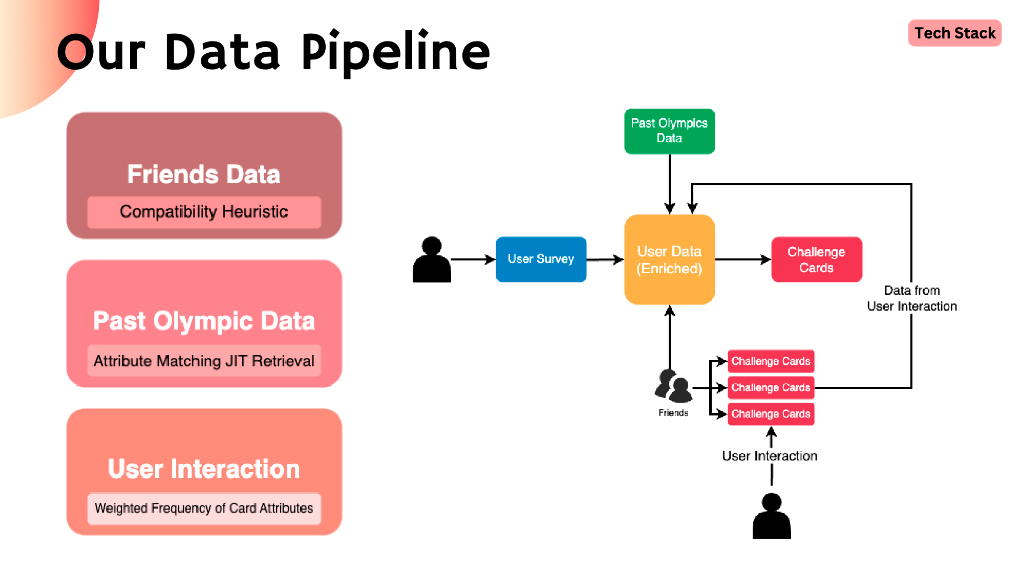 Our Data Pipeline
Tech Stack
Friends Data
Compatibility Heuristic
Past Olympic Data
Attribute Matching JIT Retrieval
User Interaction
Weighted Frequency of Card Attributes
Past Olympics
Data
User Survey
User Data
(Enriched)
Challenge
Cards
Data from
User Interaction
Friends
Challenge Cards
Challenge Cards
Challenge Cards
User Interaction